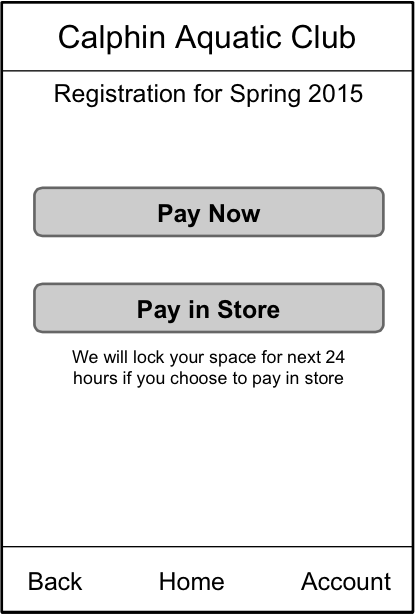 Calphin Aquatic Club
Registration for Spring 2015
Pay Now
Pay in Store
We will lock your space for next 24
hours if you choose to pay in store
Back Home Account